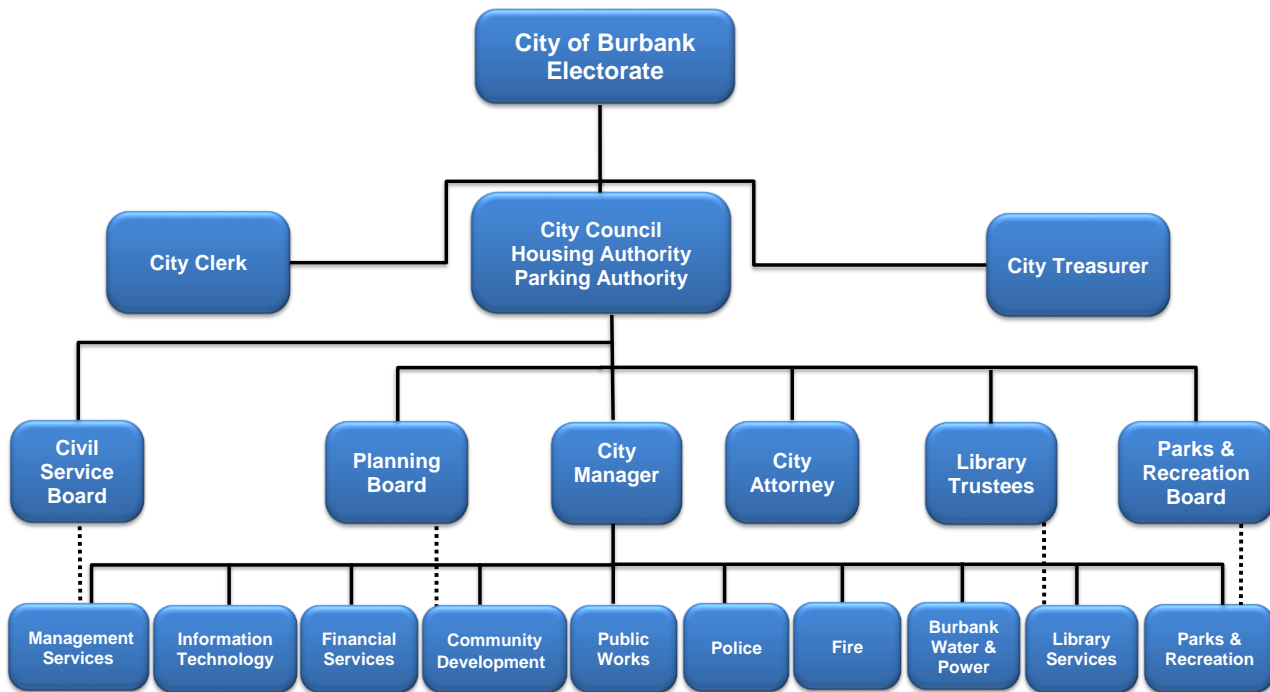 City of Burbank
Electorate
City Clerk
City Council
Housing Authority
Parking Authority
City Treasurer
Civil
Service
Board
Planning
Board
City
Manager
City
Attorney
Library
Trustees
Parks &
Recreation
Board
Management
Services
Information
Technology
Financial
Services
Community
Development
Public
Works
Police
Fire
Burbank
Water &
Power
Library
Services
Parks &
Recreation